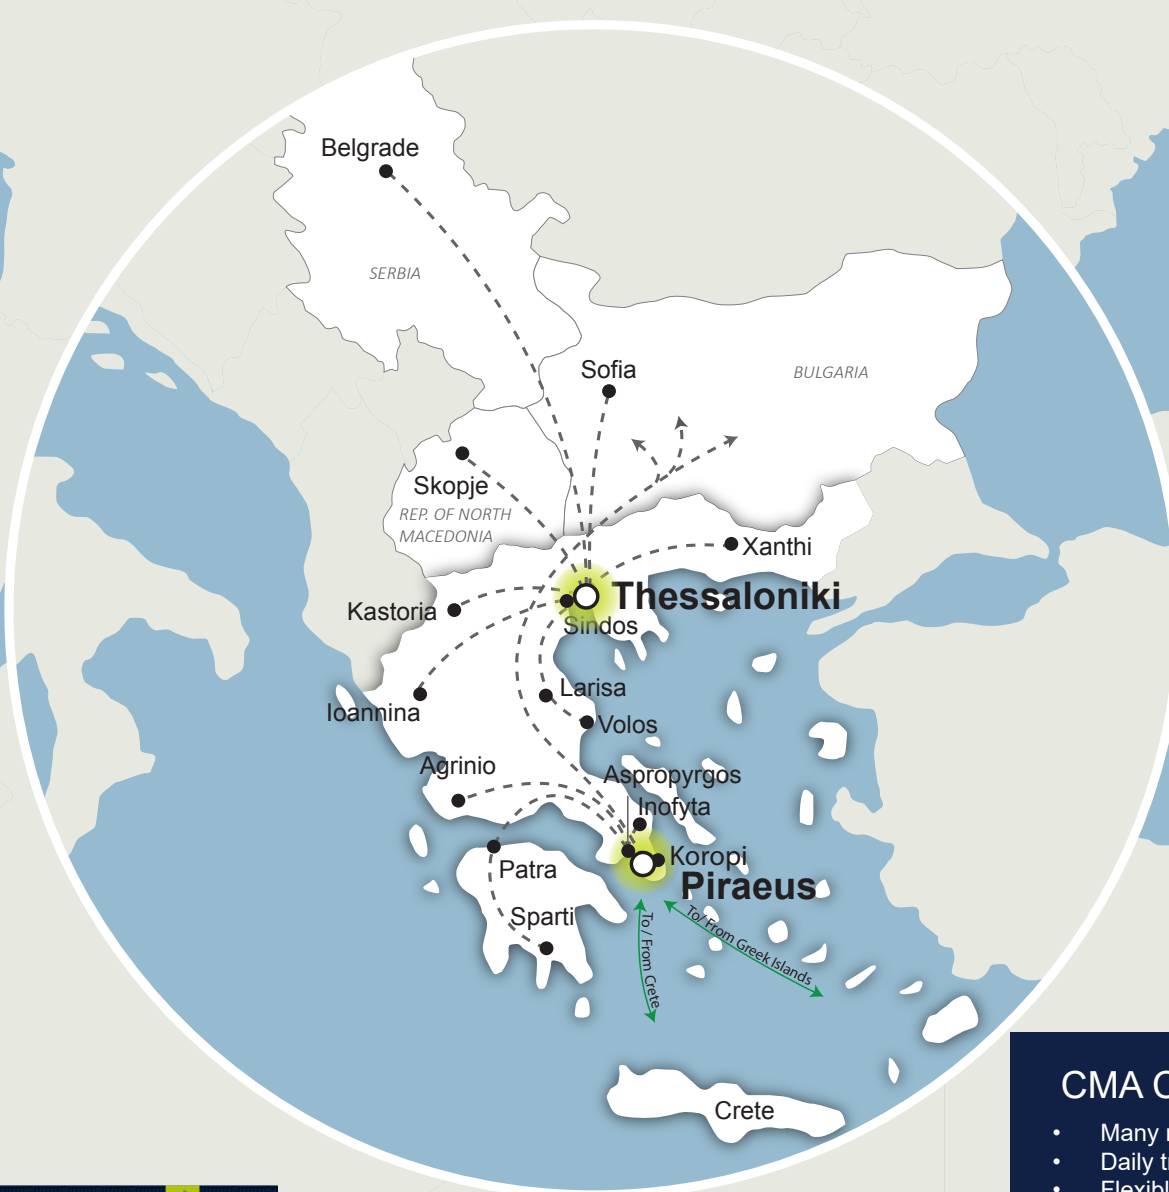 Belgrade
SERBIA
Sofia
BULGARIA
Skopje
REP. OF NORTH
MACEDONIA
Xanthi
Thessaloniki
Kastoria
Sindos
Larisa
Ioannina
Volos
Agrinio
Aspropyrgos
Inofyta
Koropi
Patra
Piraeus
Sparti
To / From Crete
To/ From Greek Islands
Crete
CMA C
• Many
• Daily